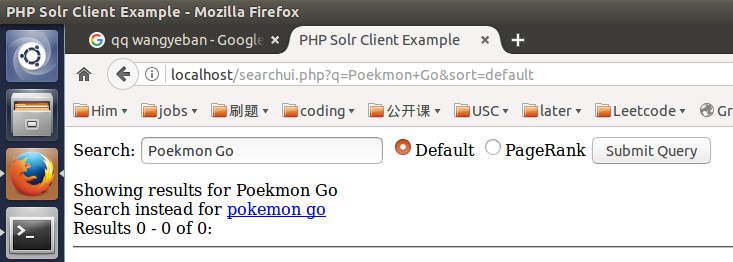 PHP Solr Client Example - Mozilla Firefox
qq wangyeban - Google
PHP Solr Client Example
localhost/searchui.php?q=Poekmon+Go&sort=default
Him jobs 刷题 coding 公开课 USC later Leetcode Gr
Search: Poekmon Go Default PageRank Submit Query
Showing results for Poekmon Go
Search instead for pokemon go
Results 0 - 0 of 0: